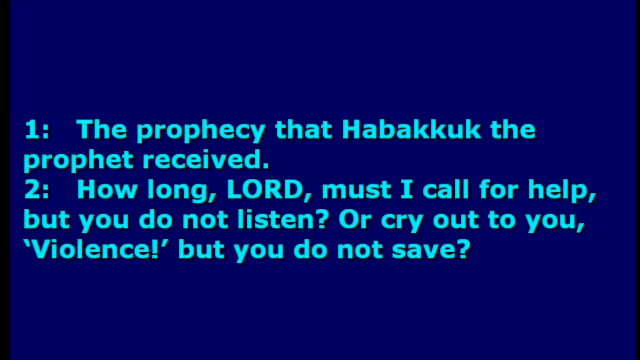 1:   The prophecy that Habakkuk the
prophet received.
2:   How long, LORD, must I call for help,
but you do not listen? Or cry out to you,
‘Violence!’ but you do not save?